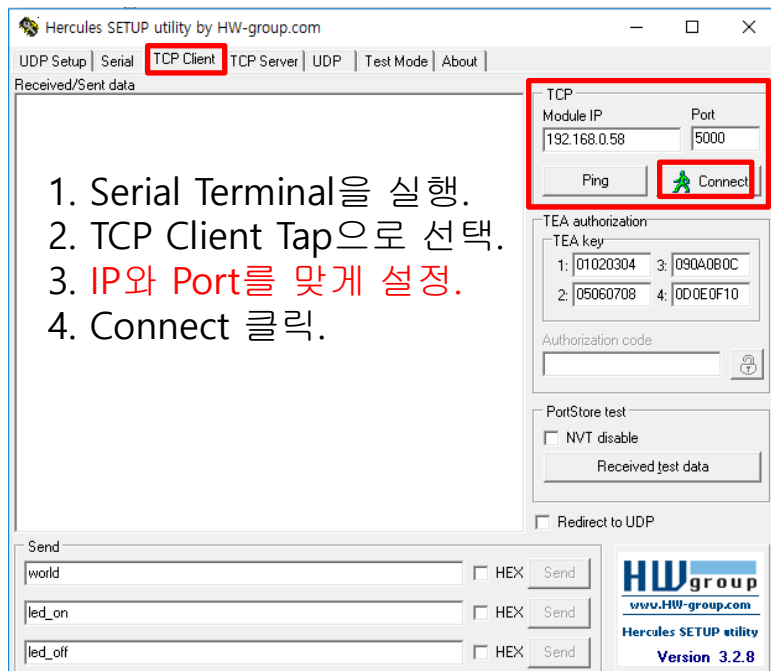 Hercules SETUP utility by HW-group.com
UDP Setup Serial TCP Client TCP Server UDP Test Mode About
Received/Sent data
1. Serial Terminal을 실행.
2. TCP Client Tap으로 선택.
3. IP와 Port를 맞게 설정.
4. Connect 클릭.
TCP
Module IP Port
192.168.0.58 5000
Ping Connect
TEA authorization
TEA key
1: 01020304 3: 090A0B0C
2: 05060708 4: 0D0E0F10
Authorization code
PortStore test
NVT disable
Received test data
Redirect to UDP
Send
world HEX Send
led_on HEX Send
led_off HEX Send
HWgroup
www.HW-group.com
Hercules SETUP utility
Version 3.2.8